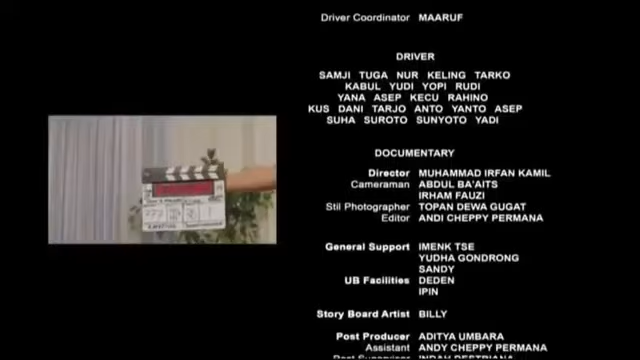 Driver Coordinator MAARUF
DRIVER
SAMJI TUGA NUR KELING TARKO
KABUL YUDI YOPI RUDI
YANA ASEP KECU RAHINO
KUS DANI TARJO ANTO YANTO ASEP
SUHA SUROTO SUNYOTO YADI
DOCUMENTARY
Director MUHAMMAD IRFAN KAMIL
Cameraman ABDUL BA'AITS
IRHAM FAUZI
Stil Photographer TOPAN DEWA GUGAT
Editor ANDI CHEPPY PERMANA
General Support IMENK TSE
YUDHA GONDRONG
SANDY
UB Facilities DEDEN
IPIN
Story Board Artist BILLY
Post Producer ADITYA UMBARA
Assistant ANDY CHEPPY PERMANA